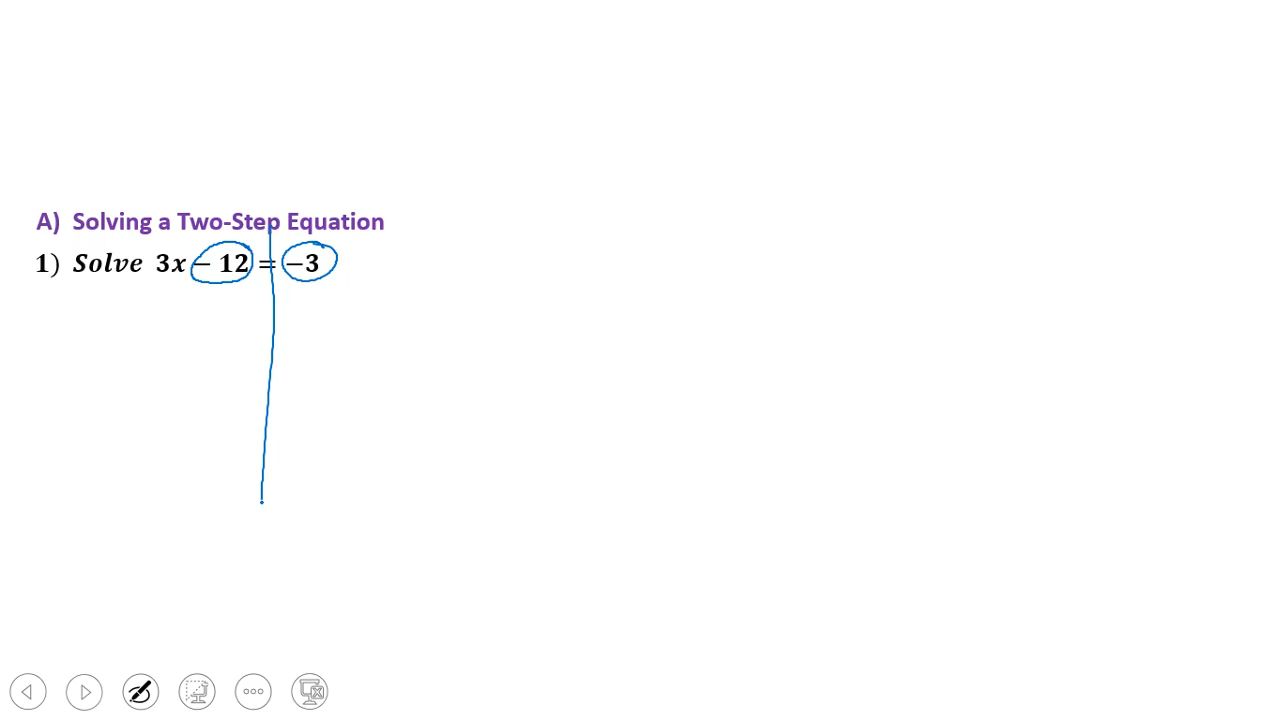 A) Solving a Two-Step Equation
1) Solve 3x − 12 = −3